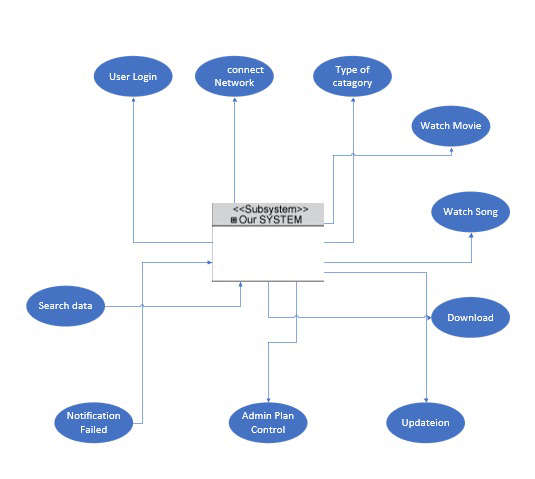 User Login
connect
Network
Type of
catagory
Watch Movie
<<Subsystem>>
Our SYSTEM
Watch Song
Search data
Download
Notification
Failed
Admin Plan
Control
Updateion